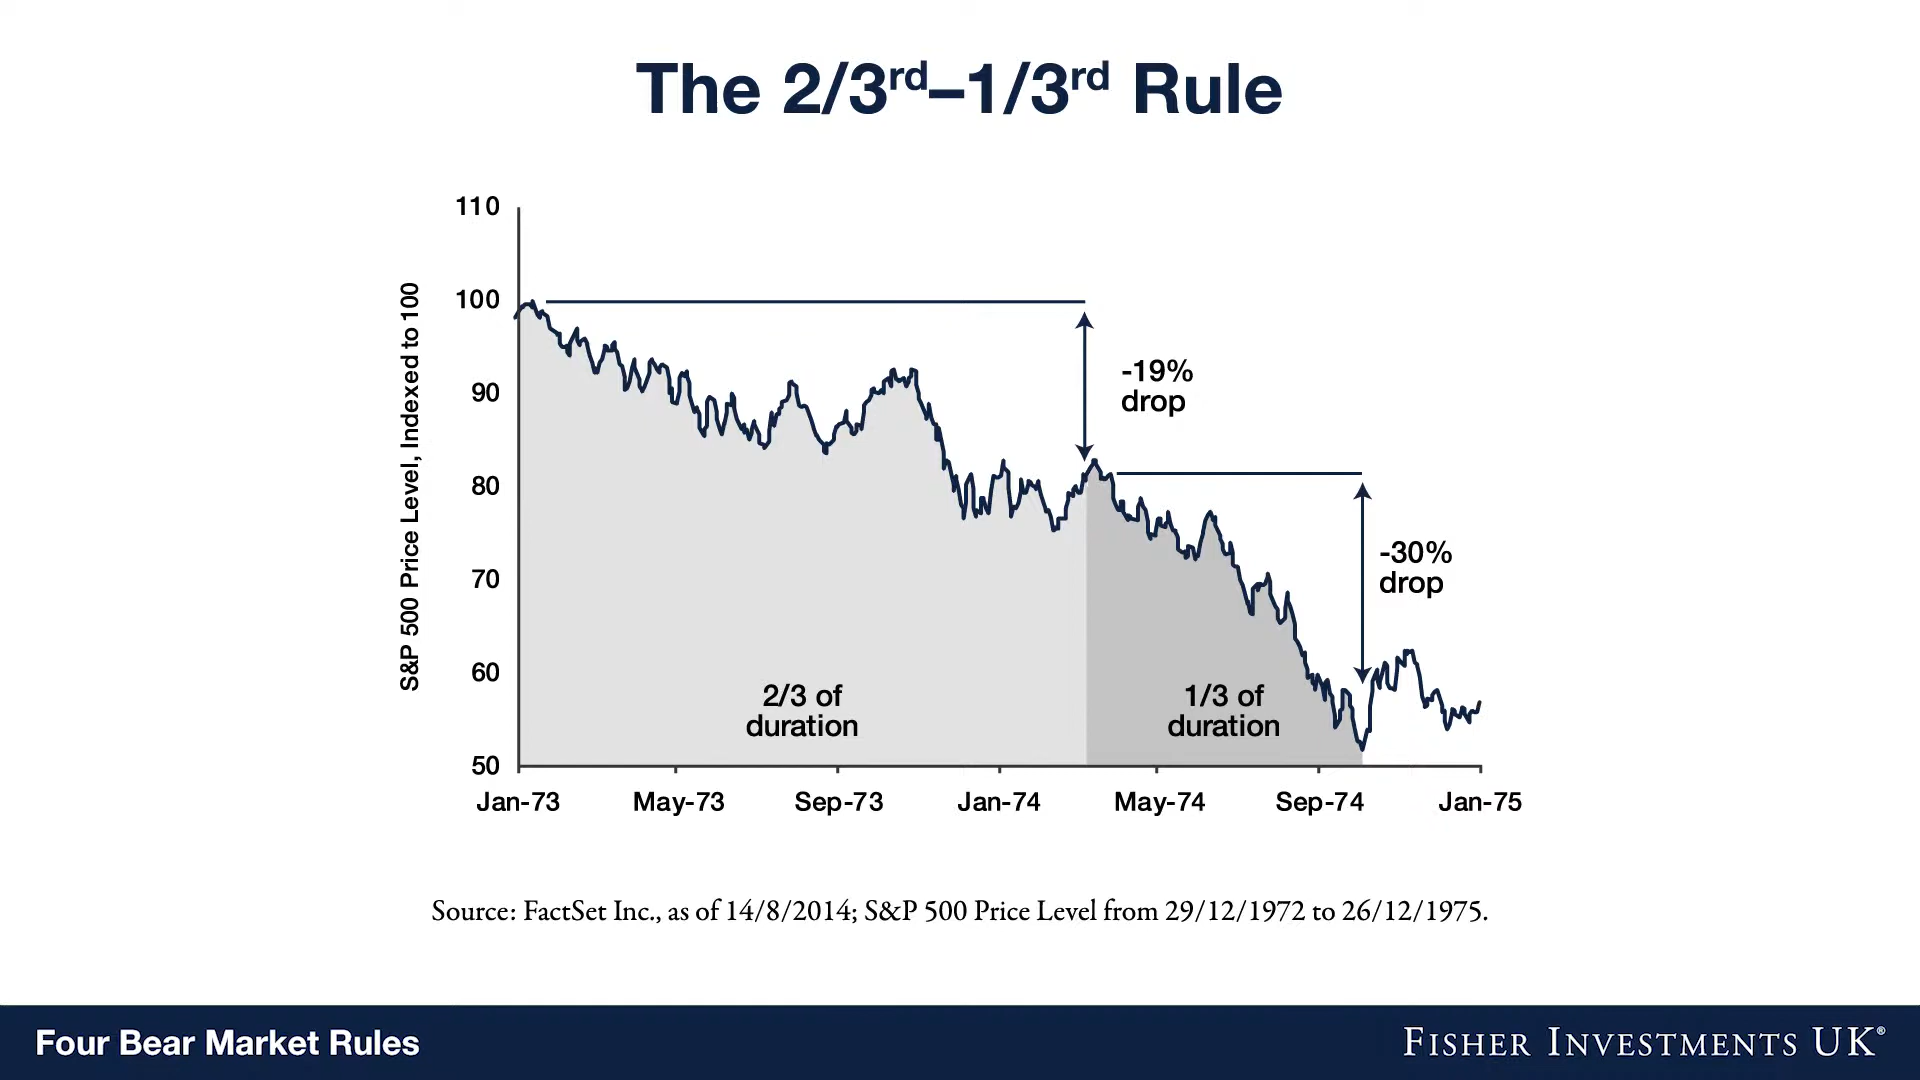 The 2/3rd–1/3rd Rule
S&P 500 Price Level, Indexed to 100
110
100
90
80
70
60
50
-19%
drop
-30%
drop
2/3 of
duration
1/3 of
duration
Jan-73 May-73 Sep-73 Jan-74 May-74 Sep-74 Jan-75
Source: FactSet Inc., as of 14/8/2014; S&P 500 Price Level from 29/12/1972 to 26/12/1975.
Four Bear Market Rules
FISHER INVESTMENTS UK®